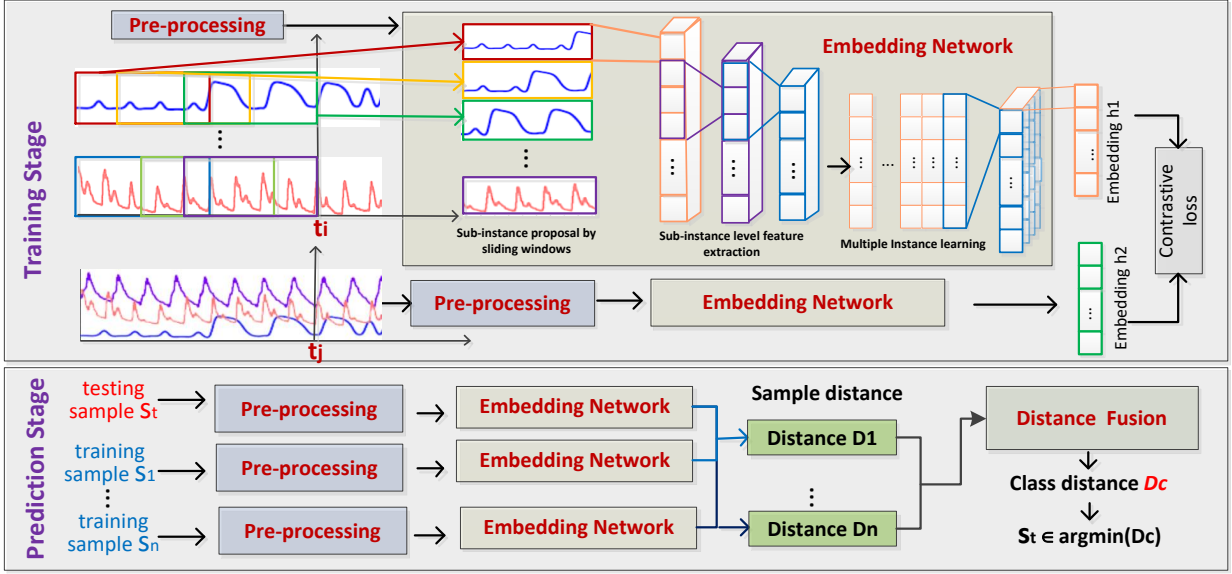 Training Stage
Pre-processing
Embedding Network
...
...
...
...
...
...
...
...
...
Sub-instance proposal by
sliding windows
Sub-instance level feature
extraction
Multiple Instance learning
Embedding h1
ti
Contrastive
loss
Pre-processing
Embedding Network
...
Embedding h2
tj
Prediction Stage
testing
sample St
Pre-processing
Embedding Network
Sample distance
Distance D1
Distance Fusion
training
sample S1
Pre-processing
Embedding Network
...
...
Class distance Dc
training
sample Sn
Pre-processing
Embedding Network
Distance Dn
St ∈ argmin(Dc)